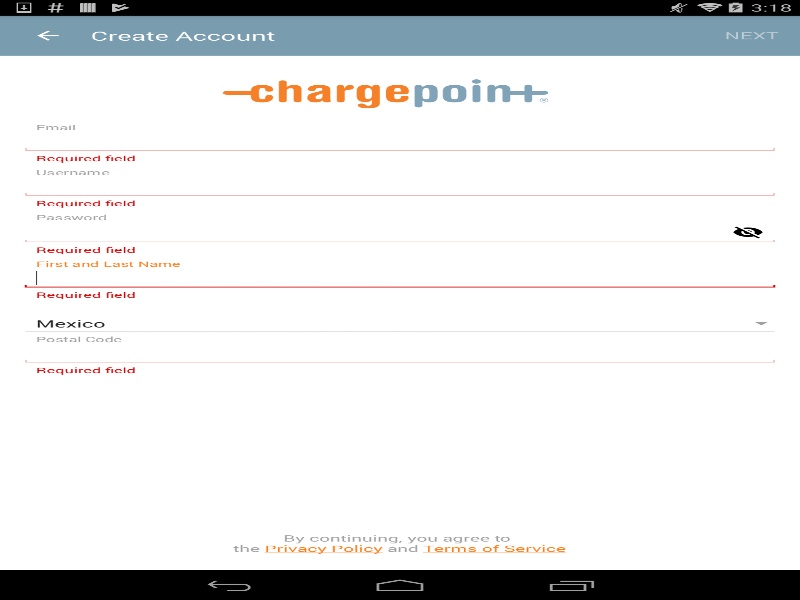 3:18
Create Account
NEXT
chargepoint®
Email
Required field
Username
Required field
Password
Required field
First and Last Name
Required field
Mexico
Postal Code
Required field
By continuing, you agree to
the Privacy Policy and Terms of Service